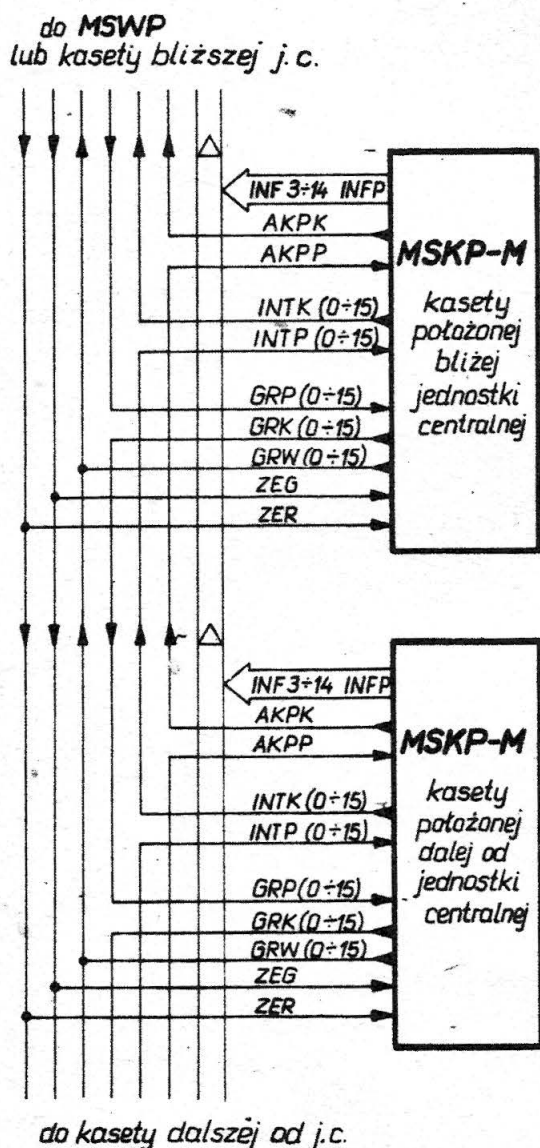 do MSWP
lub kasety bliższej j.c.
INF 3÷14 INFP
AKPK
AKPP
INTK (0÷15)
INTP (0÷15)
GRP (0÷15)
GRK (0÷15)
GRW (0÷15)
ZEG
ZER
MSKP-M
kasety
położonej
bliżej
jednostki
centralnej
INF 3÷14 INFP
AKPK
AKPP
INTK (0÷15)
INTP (0÷15)
GRP (0÷15)
GRK (0÷15)
GRW (0÷15)
ZEG
ZER
MSKP-M
kasety
położonej
dalej od
jednostki
centralnej
do kasety dalszej od j.c.